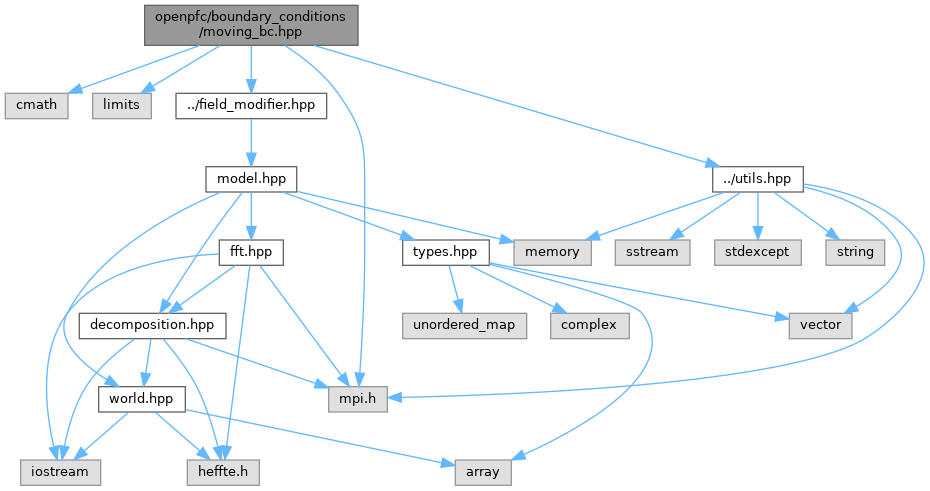 openpfc/boundary_conditions
/moving_bc.hpp
cmath
limits
../field_modifier.hpp
model.hpp
../utils.hpp
fft.hpp
types.hpp
memory
sstream
stdexcept
string
decomposition.hpp
unordered_map
complex
vector
world.hpp
mpi.h
iostream
heffte.h
array